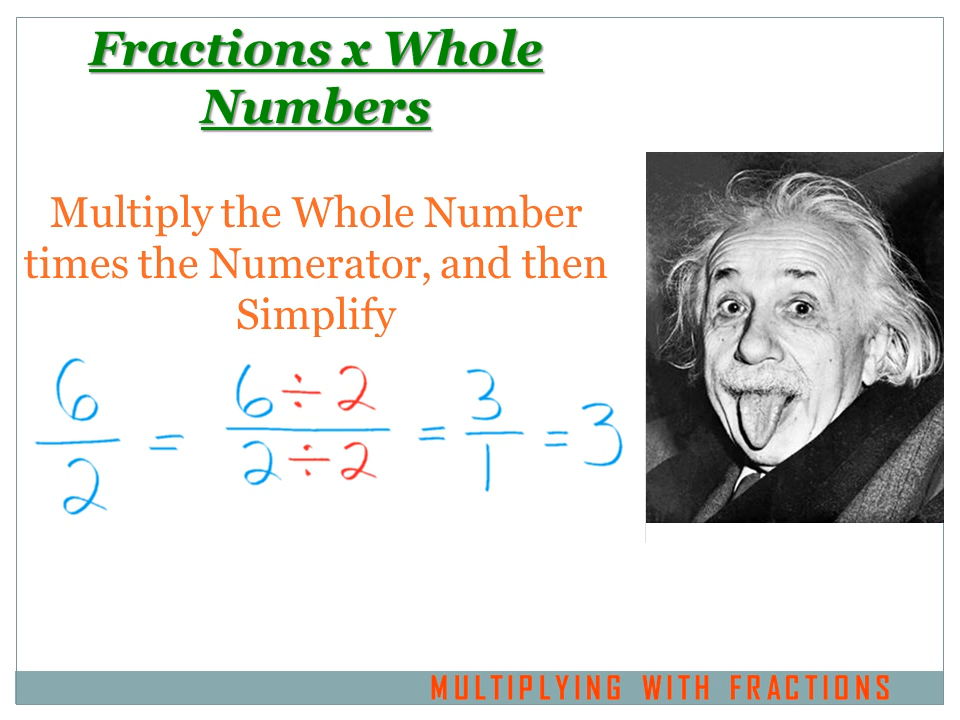 Fractions x Whole
Numbers
Multiply the Whole Number
times the Numerator, and then
Simplify
6/2 = 6÷2/2÷2 = 3/1 = 3
MULTIPLYING WITH FRACTIONS